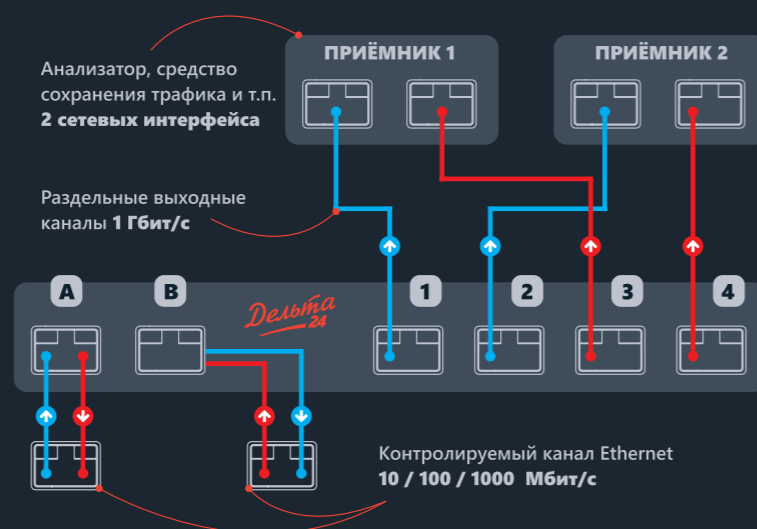 ПРИЁМНИК 1
ПРИЁМНИК 2
Анализатор, средство
сохранения трафика и т.п.
2 сетевых интерфейса
Раздельные выходные
каналы 1 Гбит/с
A
B
Дельта
24
1
2
3
4
Контролируемый канал Ethernet
10 / 100 / 1000 Мбит/с